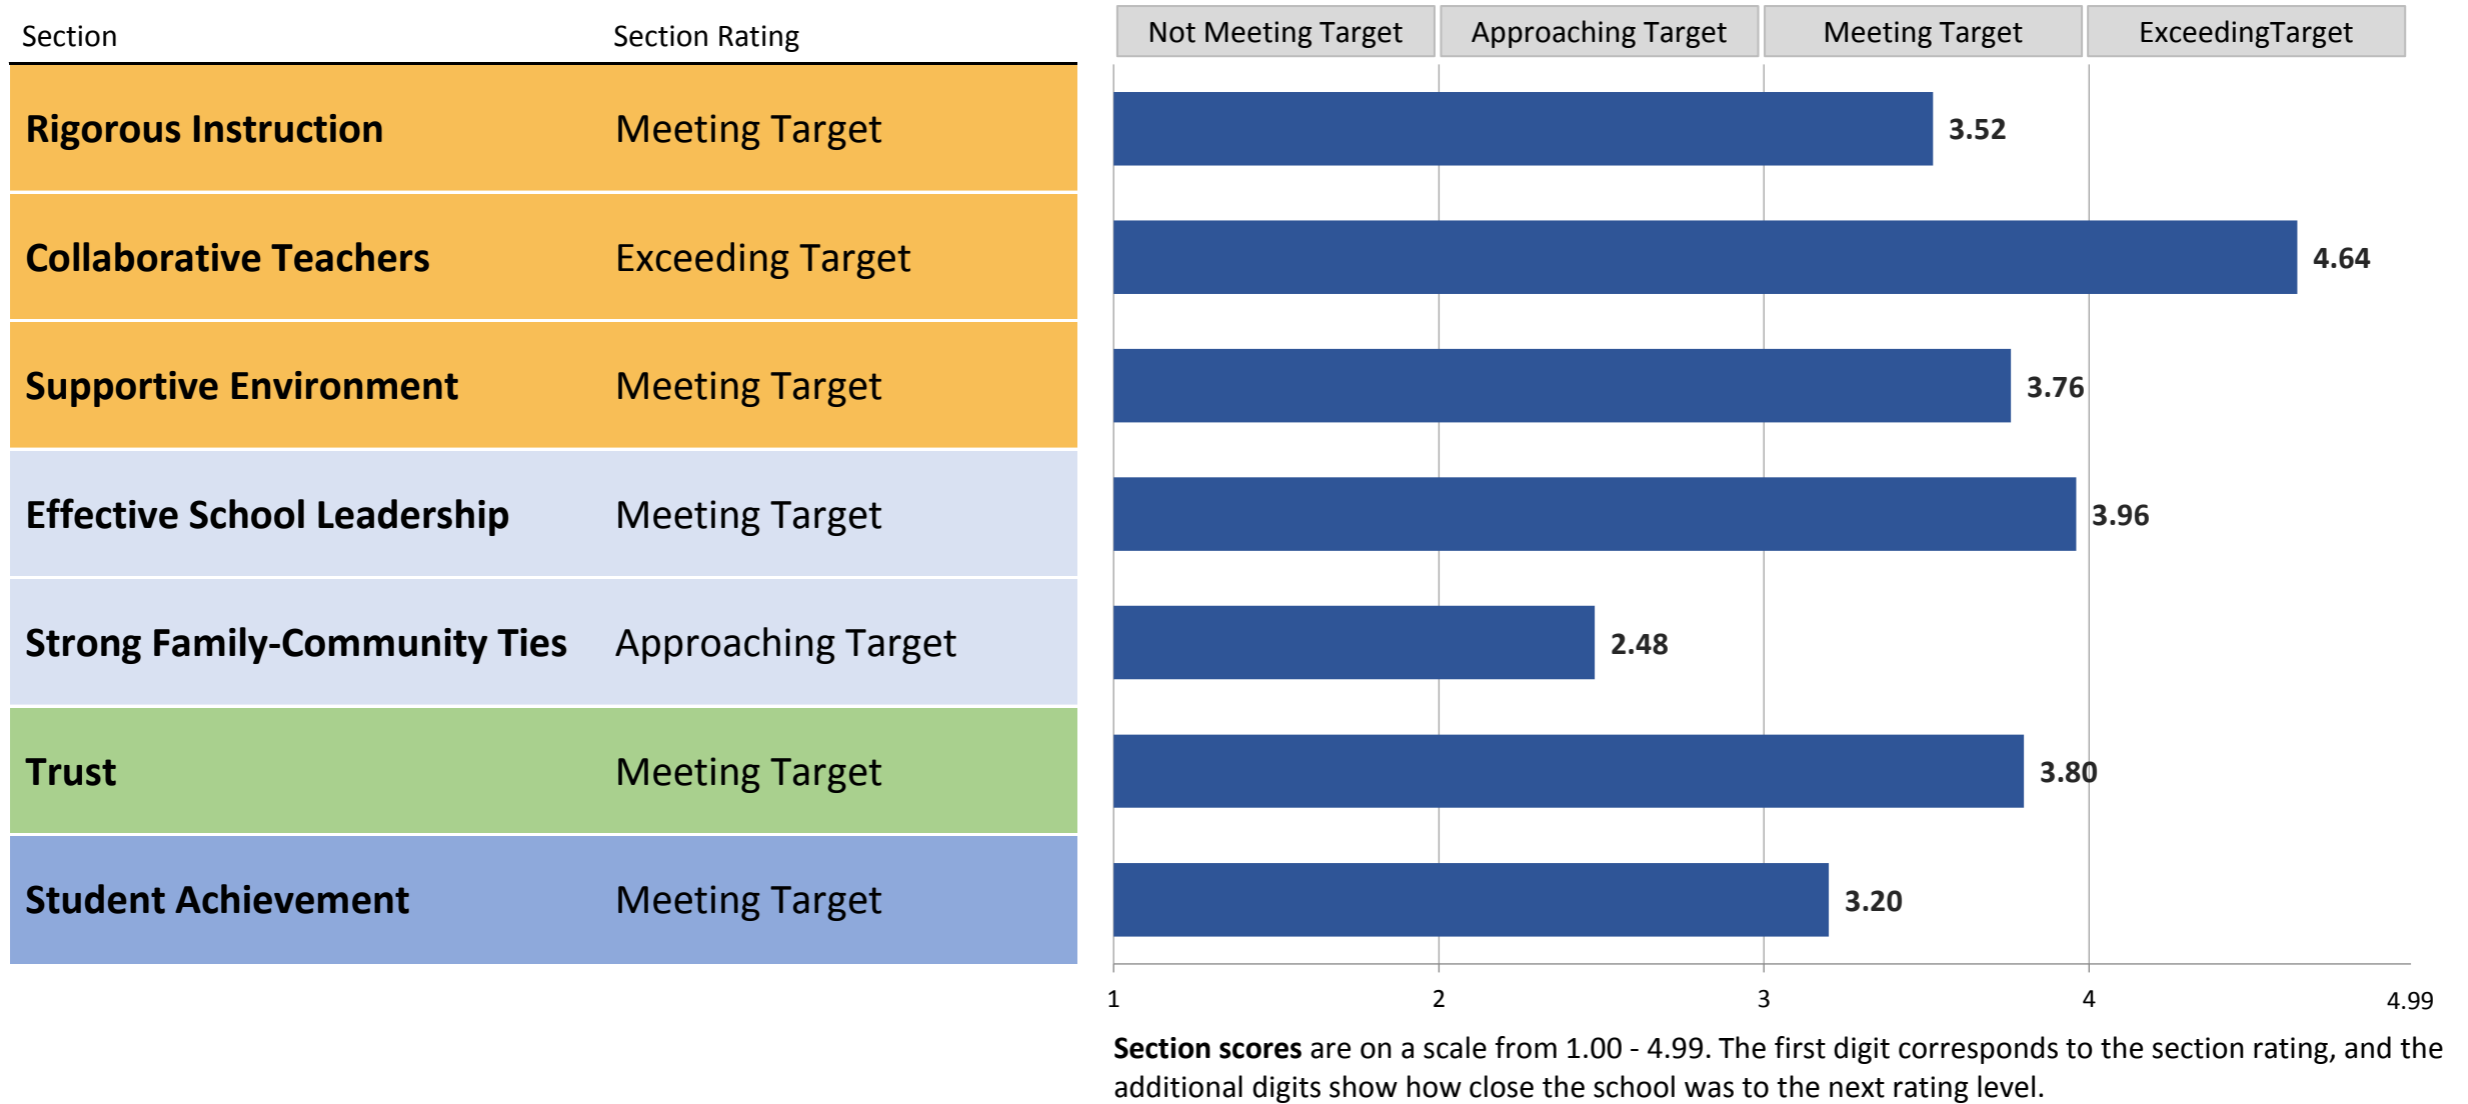 Section Section Rating Not Meeting Target Approaching Target Meeting Target ExceedingTarget
Rigorous Instruction Meeting Target 3.52
Collaborative Teachers Exceeding Target 4.64
Supportive Environment Meeting Target 3.76
Effective School Leadership Meeting Target 3.96
Strong Family-Community Ties Approaching Target 2.48
Trust Meeting Target 3.80
Student Achievement Meeting Target 3.20
1 2 3 4 4.99
Section scores are on a scale from 1.00 - 4.99. The first digit corresponds to the section rating, and the
additional digits show how close the school was to the next rating level.